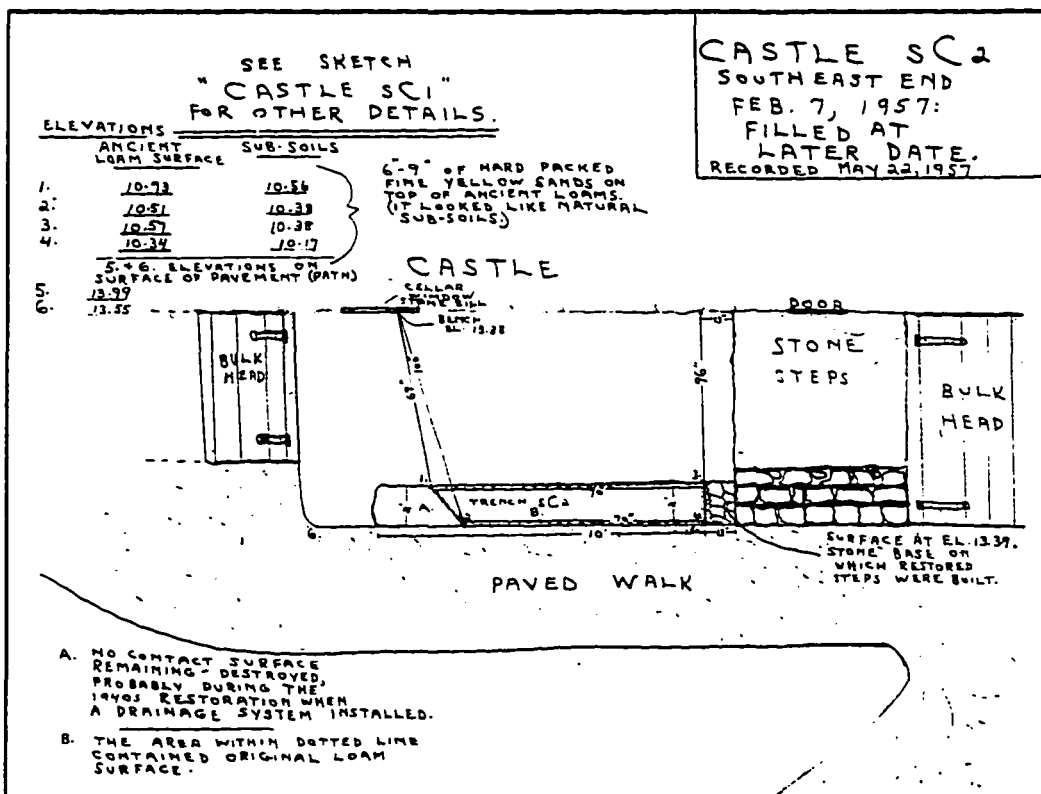 SEE SKETCH
"CASTLE SC1"
FOR OTHER DETAILS.
CASTLE SC2
SOUTHEAST END
FEB. 7, 1957:
FILLED AT
LATER DATE.
RECORDED MAY 22, 1957
ELEVATIONS
ANCIENT LOAM SURFACE SUB-SOILS
1. 10.73 10.56
2. 10.51 10.39
3. 10.57 10.38
4. 10.34 10.17
5. + 6. ELEVATIONS ON
SURFACE OF PAVEMENT (PATH)
5. 13.99
6. 13.55
6"-9" OF HARD PACKED
FINE YELLOW SANDS ON
TOP OF ANCIENT LOAMS.
(IT LOOKED LIKE NATURAL
SUB-SOILS.)
CASTLE
CELLAR
WINDOW
STONE SILL
BENCH
BULK
HEAD
67"
100"
96"
DOOR
STONE
STEPS
BULK
HEAD
1.
3.
A.
TRENCH SC2
B.
6.
10'
SURFACE AT EL. 13.39.
STONE BASE ON
WHICH RESTORED
STEPS WERE BUILT.
PAVED WALK
A. NO CONTACT SURFACE
REMAINING - DESTROYED,
PROBABLY DURING THE
1940S RESTORATION WHEN
A DRAINAGE SYSTEM INSTALLED.
B. THE AREA WITHIN DOTTED LINE
CONTAINED ORIGINAL LOAM
SURFACE.